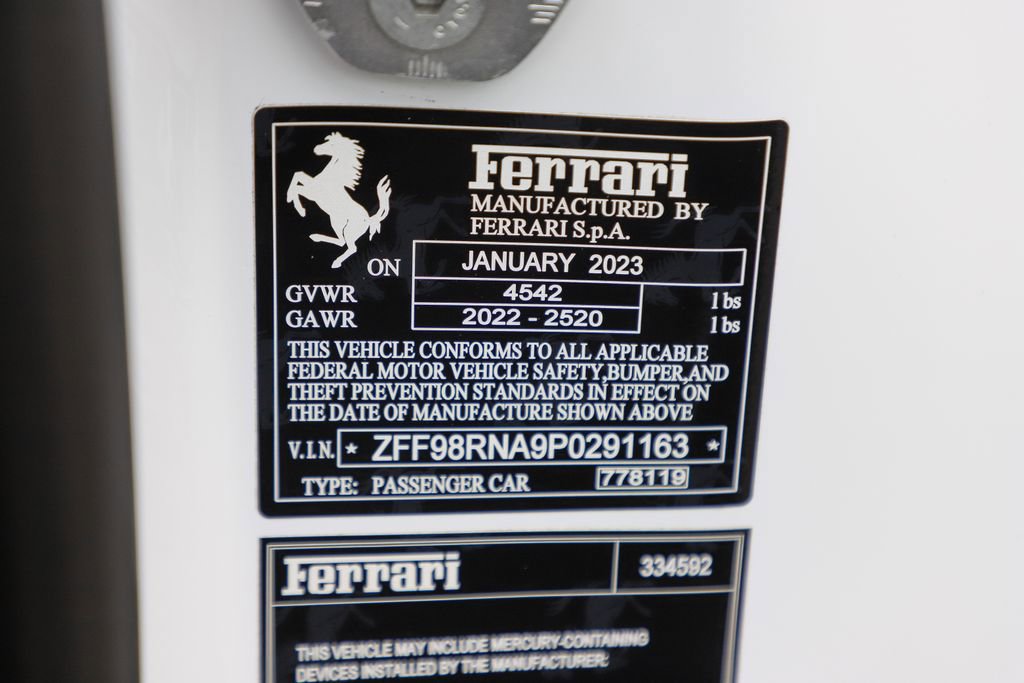 Ferrari
MANUFACTURED BY
FERRARI S.p.A.
ON JANUARY 2023
GVWR 4542 lbs
GAWR 2022 - 2520 lbs
THIS VEHICLE CONFORMS TO ALL APPLICABLE
FEDERAL MOTOR VEHICLE SAFETY,BUMPER,AND
THEFT PREVENTION STANDARDS IN EFFECT ON
THE DATE OF MANUFACTURE SHOWN ABOVE
V.I.N. * ZFF98RNA9P0291163 *
TYPE: PASSENGER CAR 778119
Ferrari 334592
THIS VEHICLE MAY INCLUDE MERCURY-CONTAINING
DEVICES INSTALLED BY THE MANUFACTURER: